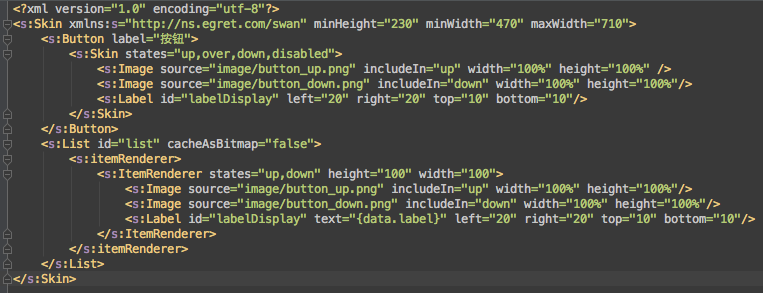 <?xml version="1.0" encoding="utf-8"?>
<s:Skin xmlns:s="http://ns.egret.com/swan" minHeight="230" minWidth="470" maxWidth="710">
<s:Button label="按钮">
<s:Skin states="up,over,down,disabled">
<s:Image source="image/button_up.png" includeIn="up" width="100%" height="100%" />
<s:Image source="image/button_down.png" includeIn="down" width="100%" height="100%"/>
<s:Label id="labelDisplay" left="20" right="20" top="10" bottom="10"/>
</s:Skin>
</s:Button>
<s:List id="list" cacheAsBitmap="false">
<s:itemRenderer>
<s:ItemRenderer states="up,down" height="100" width="100">
<s:Image source="image/button_up.png" includeIn="up" width="100%" height="100%"/>
<s:Image source="image/button_down.png" includeIn="down" width="100%" height="100%"/>
<s:Label id="labelDisplay" text="{data.label}" left="20" right="20" top="10" bottom="10"/>
</s:ItemRenderer>
</s:itemRenderer>
</s:List>
</s:Skin>